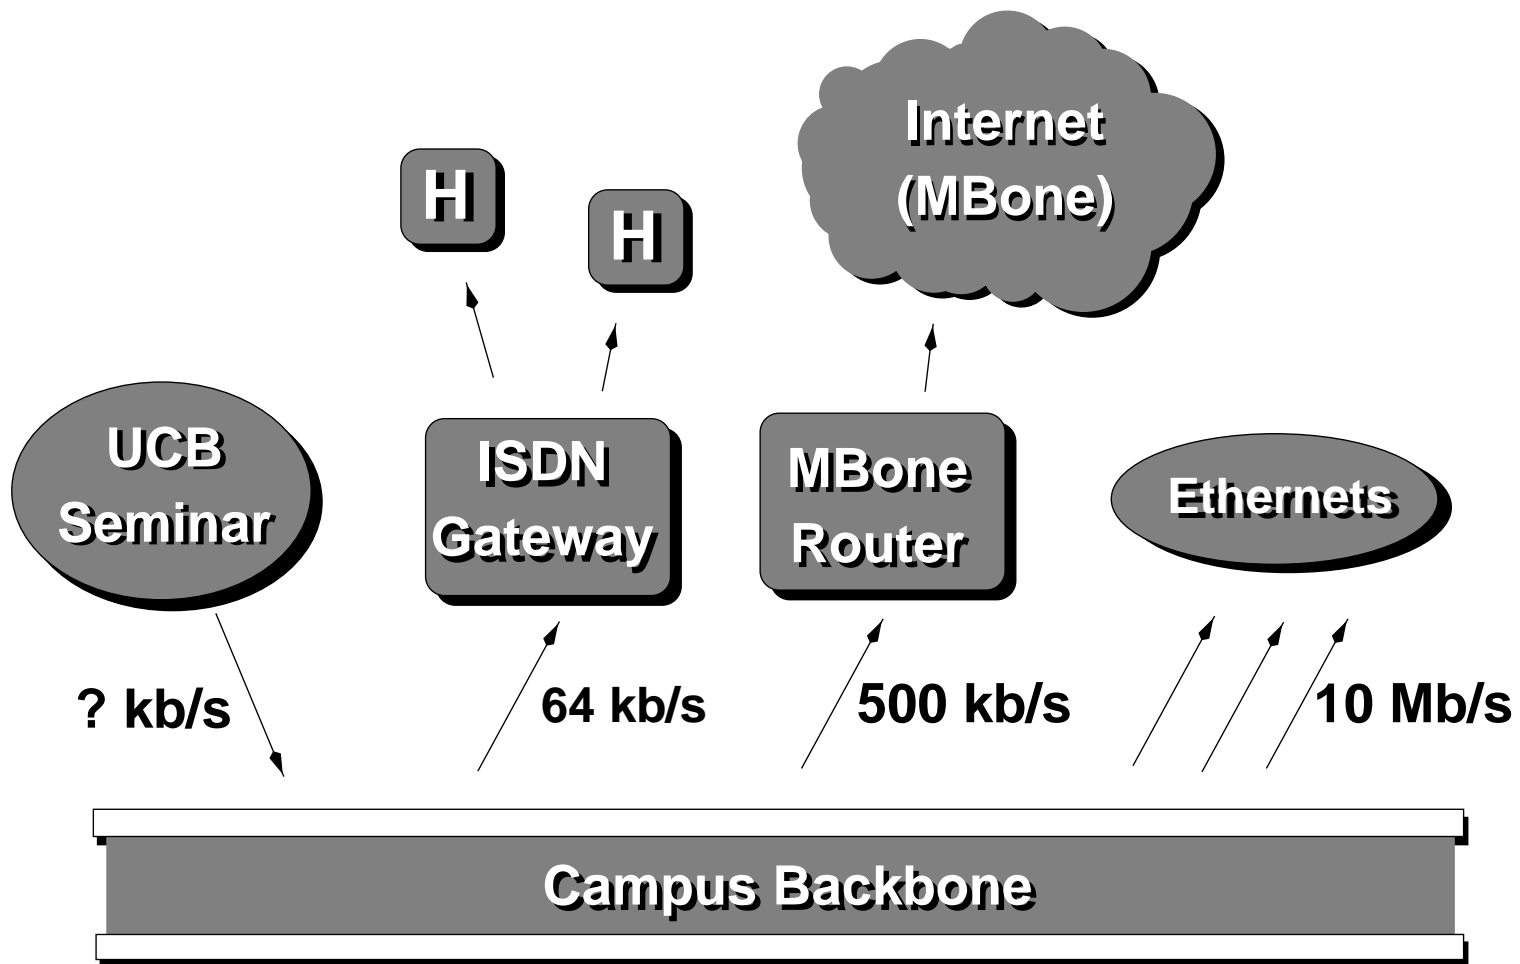 Internet
(MBone)
H
H
UCB
Seminar
ISDN
Gateway
MBone
Router
Ethernets
? kb/s
64 kb/s
500 kb/s
10 Mb/s
Campus Backbone